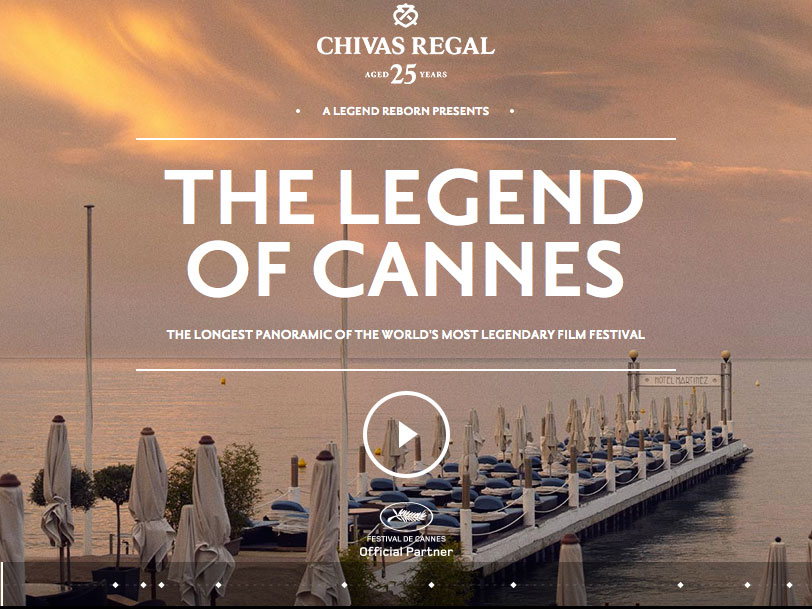 CHIVAS REGAL
AGED 25 YEARS
• A LEGEND REBORN PRESENTS •
THE LEGEND
OF CANNES
THE LONGEST PANORAMIC OF THE WORLD'S MOST LEGENDARY FILM FESTIVAL
HOTEL MARTINEZ
FESTIVAL DE CANNES
Official Partner